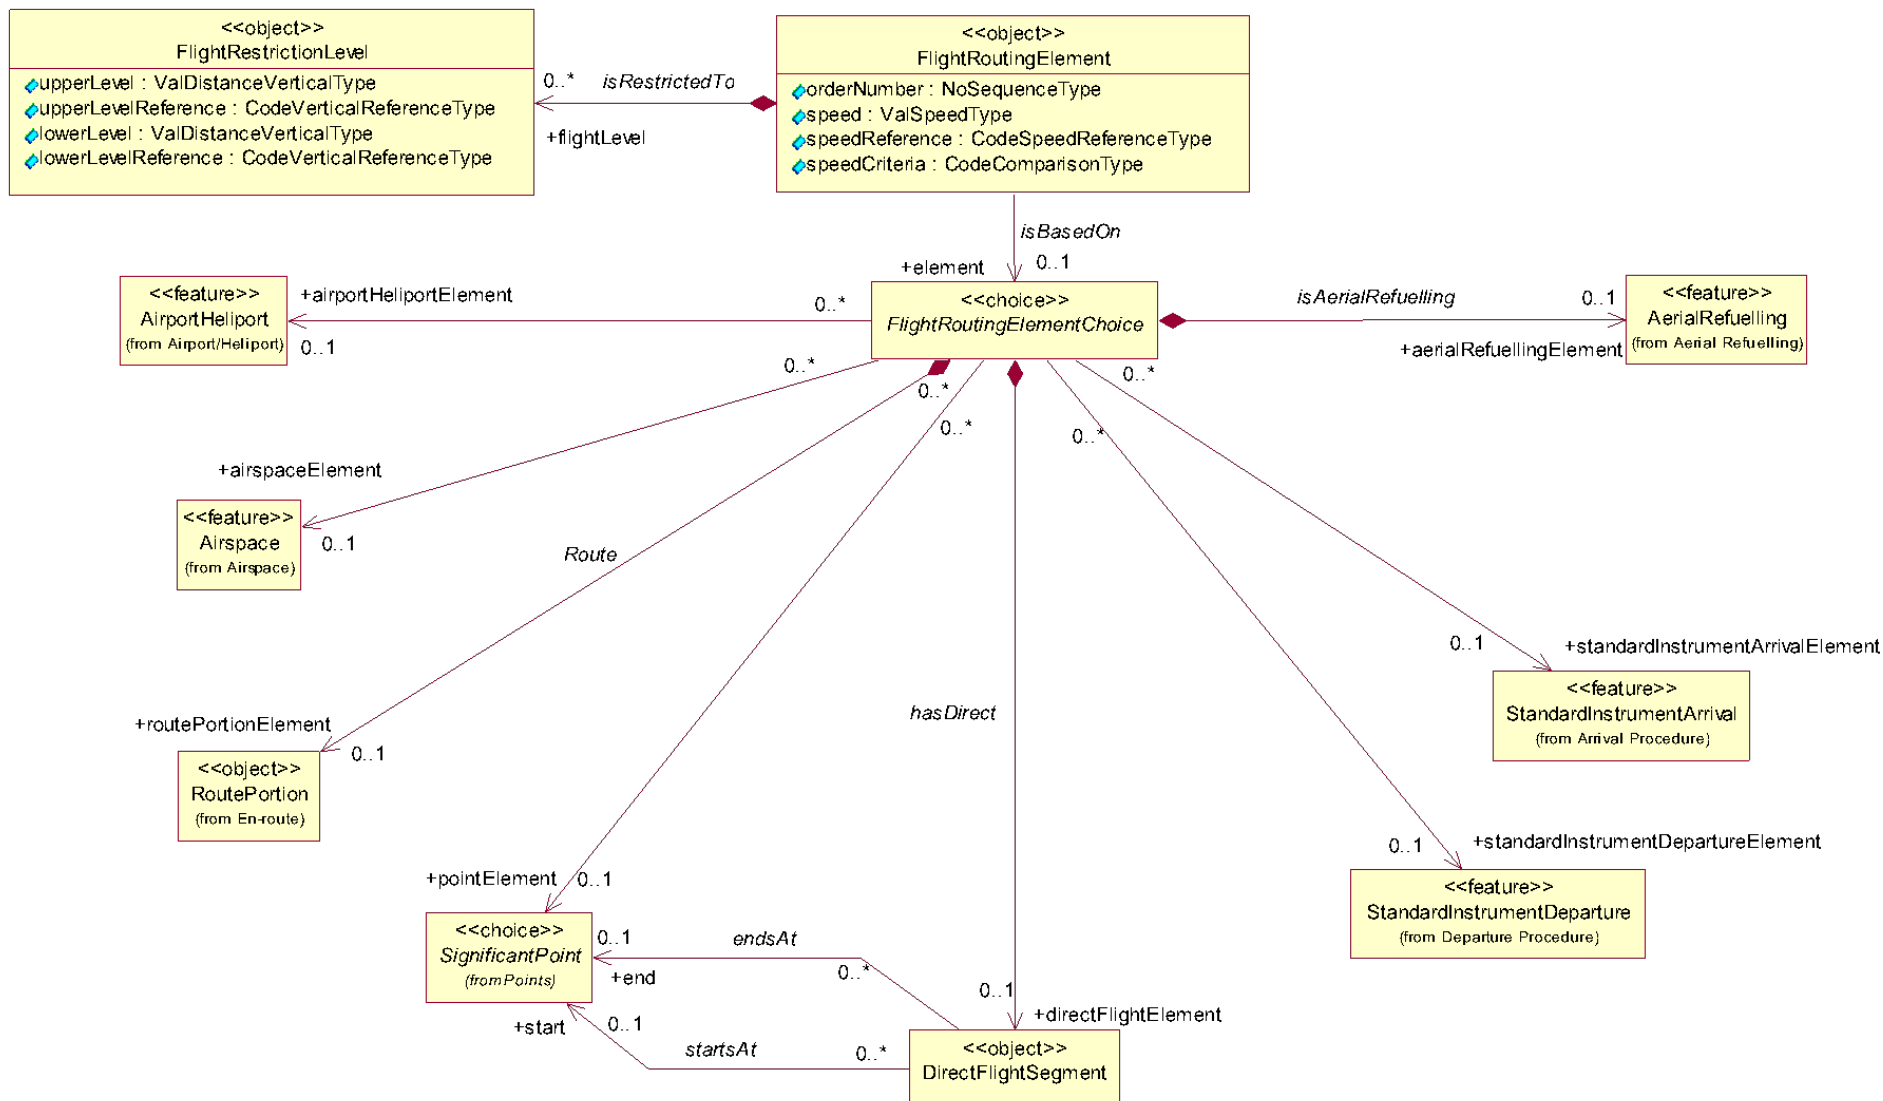 <<object>>
FlightRestrictionLevel
upperLevel : ValDistanceVerticalType
upperLevelReference : CodeVerticalReferenceType
lowerLevel : ValDistanceVerticalType
lowerLevelReference : CodeVerticalReferenceType
0..*
isRestrictedTo
+flightLevel
<<object>>
FlightRoutingElement
orderNumber : NoSequenceType
speed : ValSpeedType
speedReference : CodeSpeedReferenceType
speedCriteria : CodeComparisonType
isBasedOn
+element
0..1
<<feature>>
AirportHeliport
(from Airport/Heliport)
+airportHeliportElement
0..1
0..*
<<choice>>
FlightRoutingElementChoice
isAerialRefuelling
0..1
+aerialRefuellingElement
<<feature>>
AerialRefuelling
(from Aerial Refuelling)
0..*
0..*
0..*
0..*
0..*
+airspaceElement
<<feature>>
Airspace
(from Airspace)
0..1
Route
+routePortionElement
0..1
<<object>>
RoutePortion
(from En-route)
hasDirect
0..1
+standardInstrumentArrivalElement
<<feature>>
StandardInstrumentArrival
(from Arrival Procedure)
0..1
+standardInstrumentDepartureElement
<<feature>>
StandardInstrumentDeparture
(from Departure Procedure)
+pointElement
0..1
<<choice>>
SignificantPoint
(fromPoints)
0..1
+end
endsAt
0..*
+start
0..1
startsAt
0..*
0..1
+directFlightElement
<<object>>
DirectFlightSegment